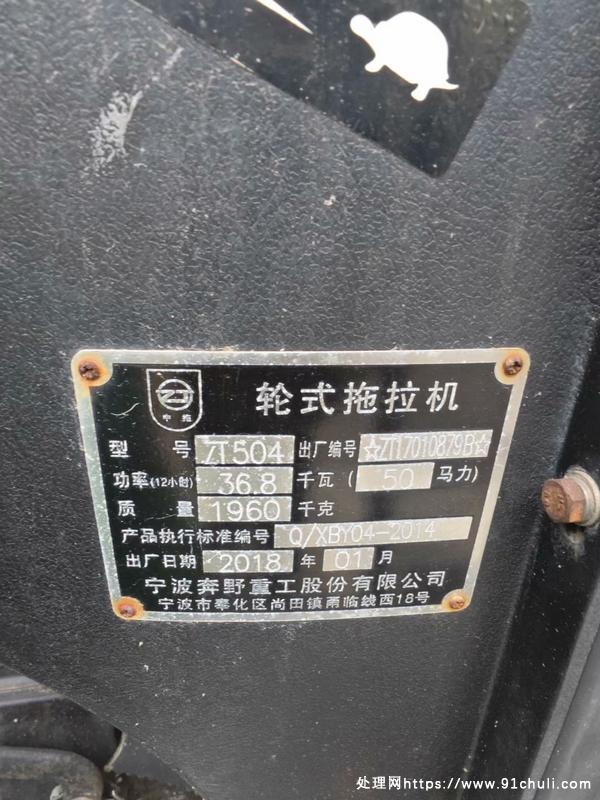 中拖
轮式拖拉机
型 号 ZT504 出厂编号 ☆ZT17010879B☆
功率(12小时) 36.8 千瓦( 50 马力)
质 量 1960 千克
产品执行标准编号 Q/XBY04-2014
出厂日期 2018 年 01 月
宁波奔野重工股份有限公司
宁波市奉化区尚田镇甬临线西18号
处理网https://www.91chuli.com